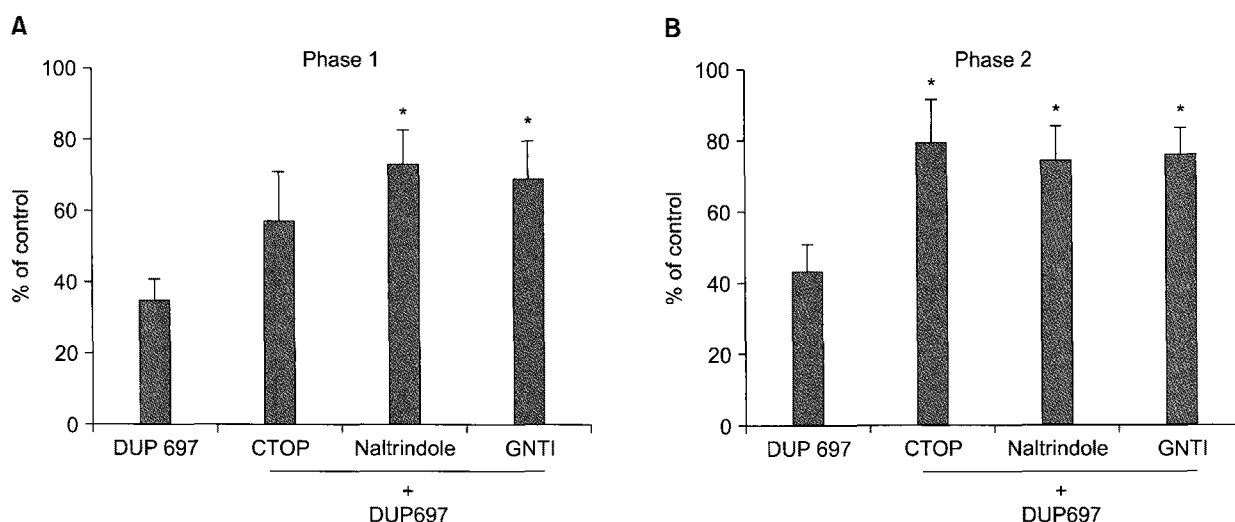 A
Phase 1
100
80
60
40
20
0
% of control
*
*
DUP 697 CTOP Naltrindole GNTI
+
DUP697
B
Phase 2
100
80
60
40
20
0
% of control
*
*
*
DUP 697 CTOP Naltrindole GNTI
+
DUP697